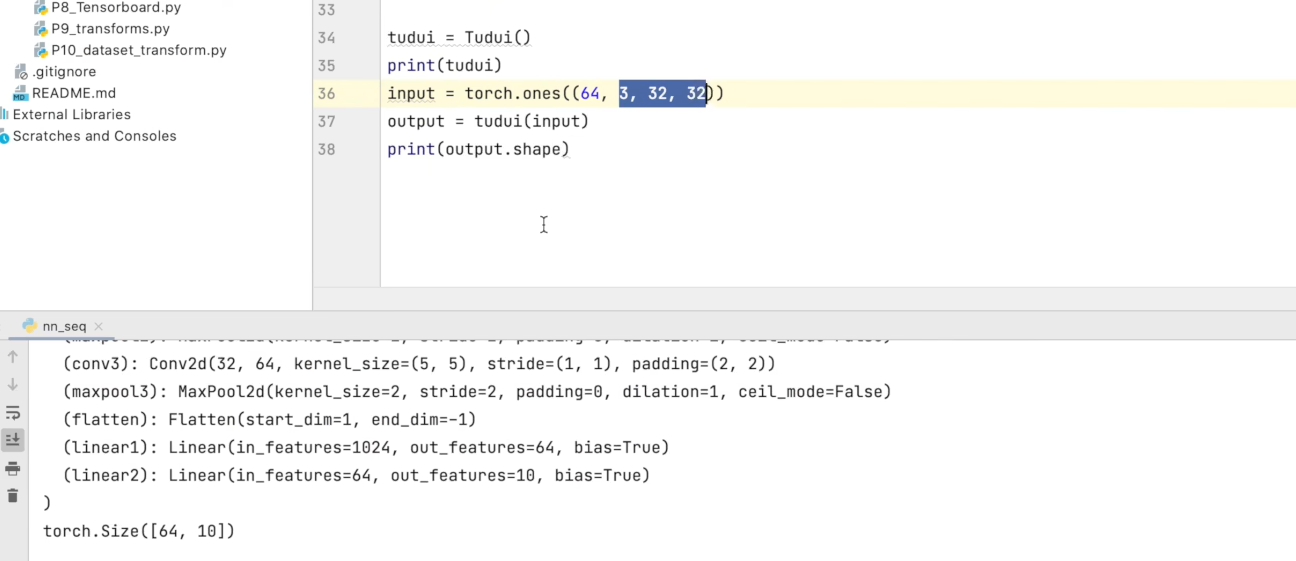 P8_Tensorboard.py
P9_transforms.py
P10_dataset_transform.py
.gitignore
MD README.md
External Libraries
Scratches and Consoles
33
34 tudui = Tudui()
35 print(tudui)
36 input = torch.ones((64, 3, 32, 32))
37 output = tudui(input)
38 print(output.shape)
nn_seq ×
(conv3): Conv2d(32, 64, kernel_size=(5, 5), stride=(1, 1), padding=(2, 2))
(maxpool3): MaxPool2d(kernel_size=2, stride=2, padding=0, dilation=1, ceil_mode=False)
(flatten): Flatten(start_dim=1, end_dim=-1)
(linear1): Linear(in_features=1024, out_features=64, bias=True)
(linear2): Linear(in_features=64, out_features=10, bias=True)
)
torch.Size([64, 10])